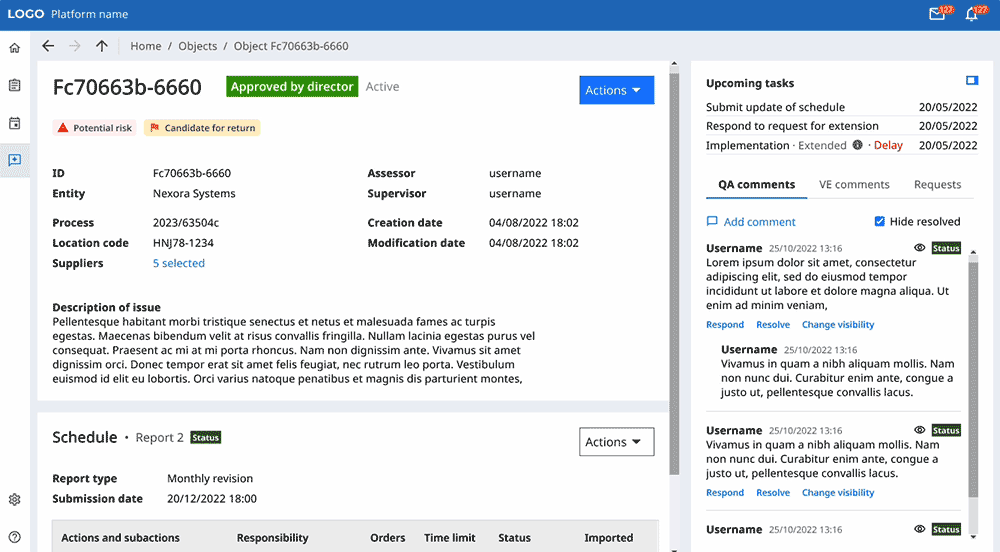 LOGO Platform name
127 127
Home / Objects / Object Fc70663b-6660
Fc70663b-6660 Approved by director Active
Actions
Potential risk Candidate for return
ID Fc70663b-6660 Assessor username
Entity Nexora Systems Supervisor username
Process 2023/63504c Creation date 04/08/2022 18:02
Location code HNJ78-1234 Modification date 04/08/2022 18:02
Suppliers 5 selected
Description of issue
Pellentesque habitant morbi tristique senectus et netus et malesuada fames ac turpis
egestas. Maecenas bibendum velit at risus convallis fringilla. Nullam lacinia egestas purus vel
consequat. Praesent ac mi at mi porta rhoncus. Nam non dignissim ante. Vivamus sit amet
dignissim orci. Donec tempor erat sit amet felis feugiat, nec rutrum leo porta. Vestibulum
euismod id elit eu lobortis. Orci varius natoque penatibus et magnis dis parturient montes,
Schedule • Report 2 Status
Actions
Report type Monthly revision
Submission date 20/12/2022 18:00
Actions and subactions Responsibility Orders Time limit Status Imported
Upcoming tasks
Submit update of schedule 20/05/2022
Respond to request for extension 20/05/2022
Implementation · Extended · Delay 20/05/2022
QA comments VE comments Requests
Add comment Hide resolved
Username 25/10/2022 13:16 Status
Lorem ipsum dolor sit amet, consectetur
adipiscing elit, sed do eiusmod tempor
incididunt ut labore et dolore magna aliqua. Ut
enim ad minim veniam,
Respond Resolve Change visibility
Username 25/10/2022 13:16
Vivamus in quam a nibh aliquam mollis. Nam
non nunc dui. Curabitur enim ante, congue a
justo ut, pellentesque convallis lacus.
Username 25/10/2022 13:16 Status
Vivamus in quam a nibh aliquam mollis. Nam
non nunc dui. Curabitur enim ante, congue a
justo ut, pellentesque convallis lacus.
Respond Resolve Change visibility
Username 25/10/2022 13:16 Status